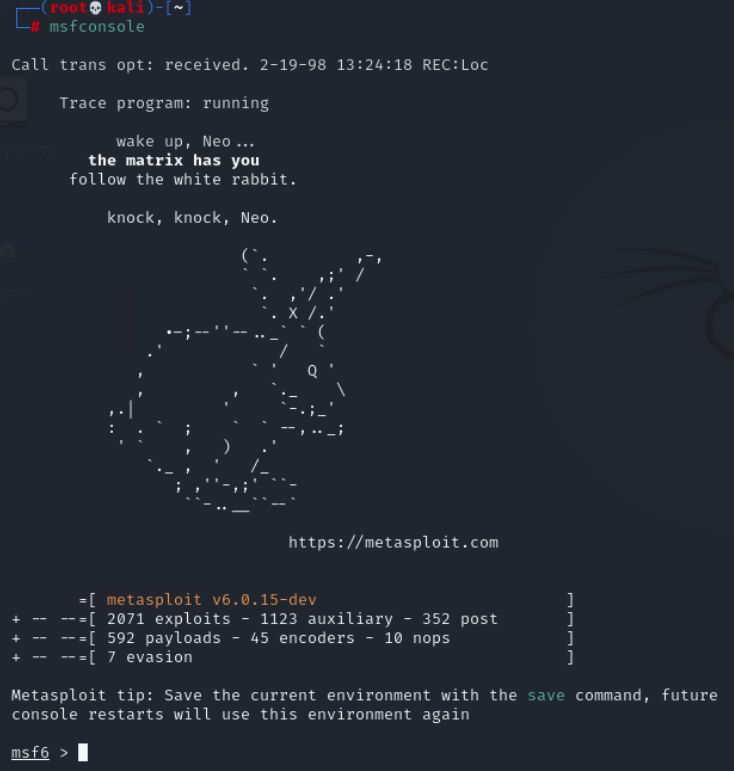 (root💀kali)-[~]
# msfconsole
Call trans opt: received. 2-19-98 13:24:18 REC:Loc
Trace program: running
wake up, Neo...
the matrix has you
follow the white rabbit.
knock, knock, Neo.
https://metasploit.com
=[ metasploit v6.0.15-dev ]
+ -- --=[ 2071 exploits - 1123 auxiliary - 352 post ]
+ -- --=[ 592 payloads - 45 encoders - 10 nops ]
+ -- --=[ 7 evasion ]
Metasploit tip: Save the current environment with the save command, future
console restarts will use this environment again
msf6 >